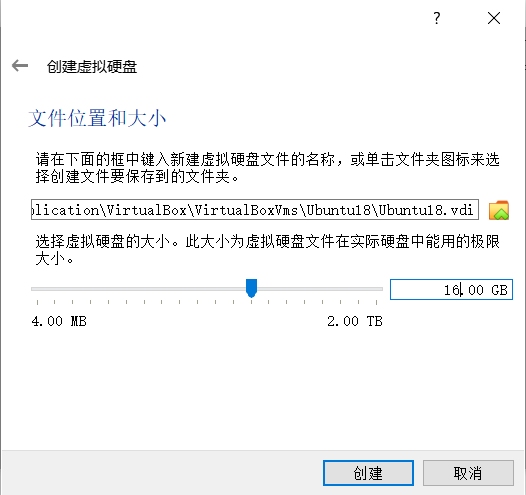 ?
创建虚拟硬盘
文件位置和大小
请在下面的框中键入新建虚拟硬盘文件的名称，或单击文件夹图标来选
择创建文件要保存到的文件夹。
plication\VirtualBox\VirtualBoxVms\Ubuntu18\Ubuntu18.vdi
选择虚拟硬盘的大小。此大小为虚拟硬盘文件在实际硬盘中能用的极限
大小。
16.00 GB
4.00 MB 2.00 TB
创建 取消